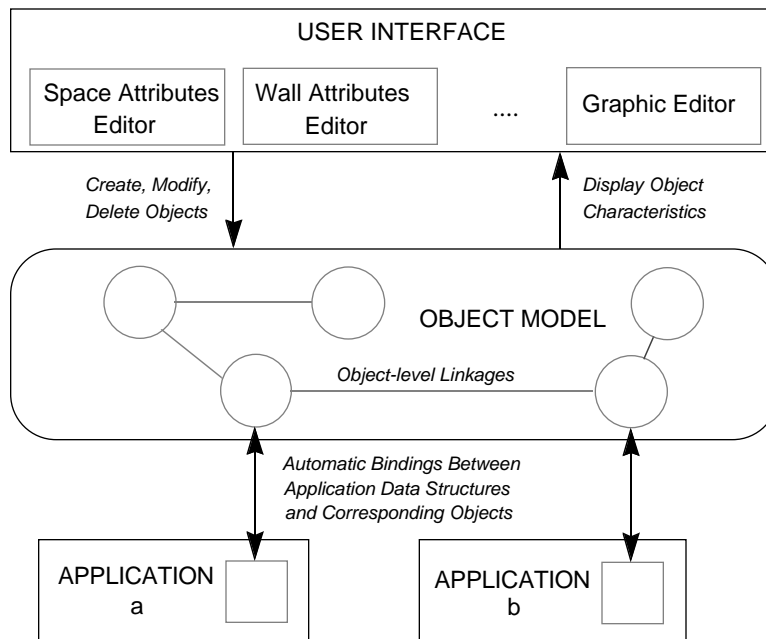 USER INTERFACE
Space Attributes
Editor
Wall Attributes
Editor
....
Graphic Editor
Create, Modify,
Delete Objects
Display Object
Characteristics
OBJECT MODEL
Object-level Linkages
Automatic Bindings Between
Application Data Structures
and Corresponding Objects
APPLICATION
a
APPLICATION
b